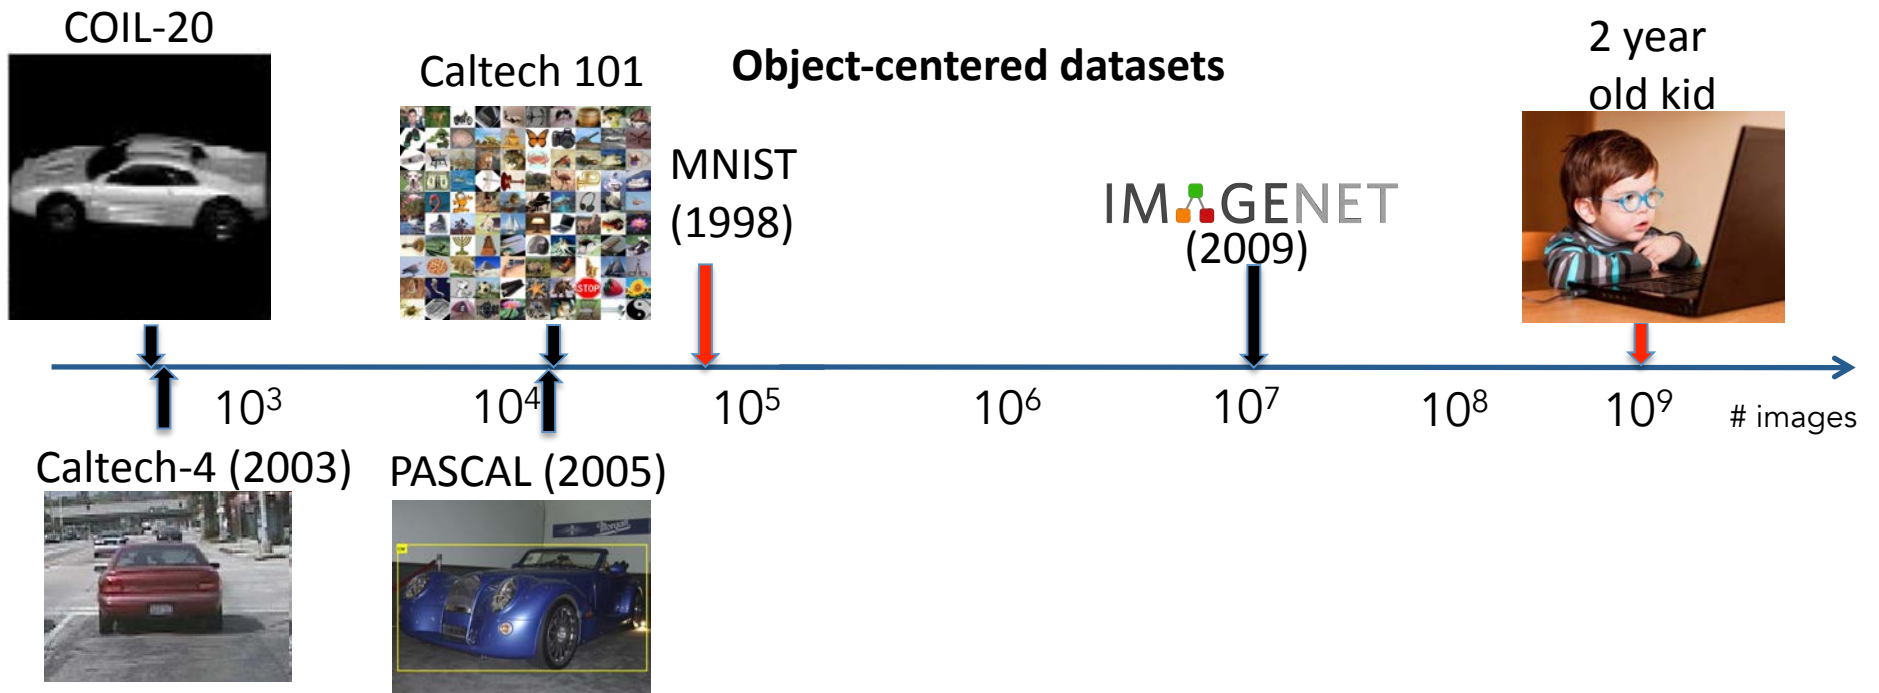 COIL-20
Caltech 101
Object-centered datasets
2 year
old kid
MNIST
(1998)
IMAGENET
(2009)
STOP
10³
10⁴
10⁵
10⁶
10⁷
10⁸
10⁹
# images
Caltech-4 (2003)
PASCAL (2005)